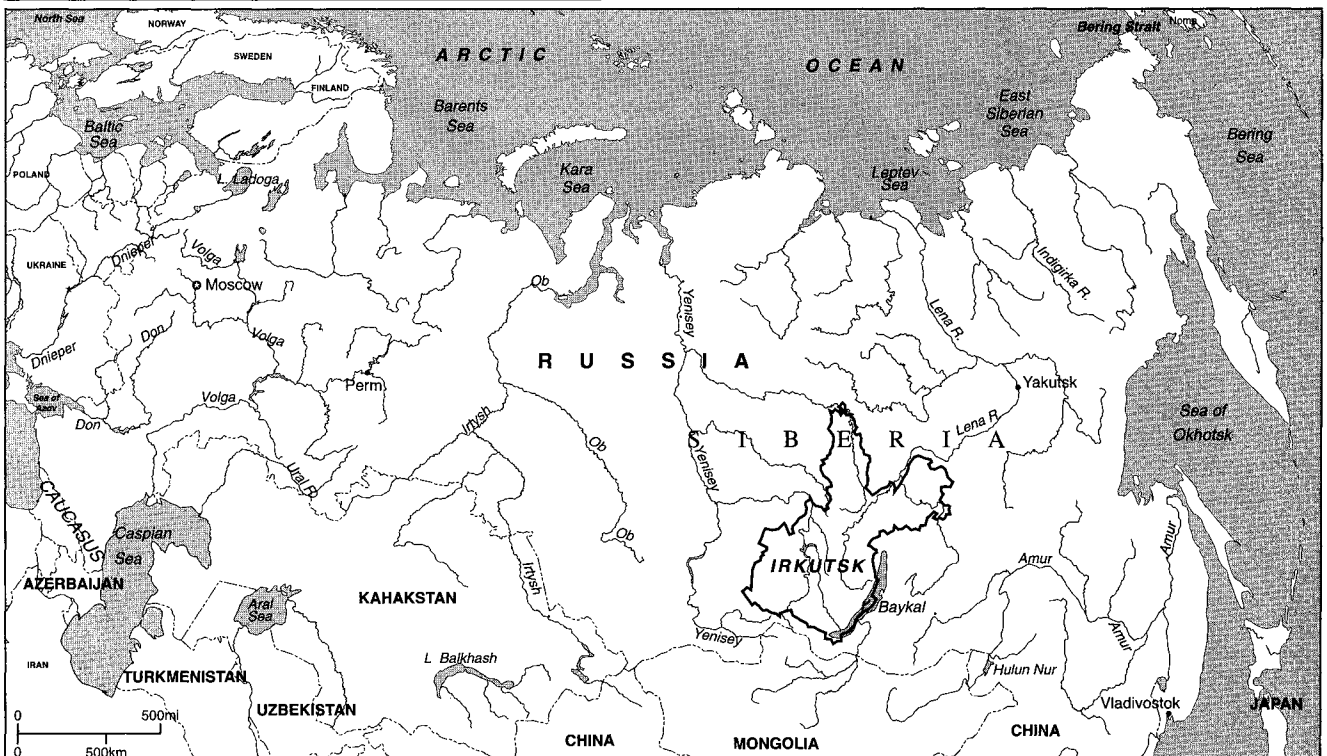 North Sea
NORWAY
Bering Strait
Nome
SWEDEN
ARCTIC
OCEAN
FINLAND
Barents
Sea
East
Siberian
Sea
Baltic
Sea
Bering
Sea
POLAND
L. Ladoga
Kara
Sea
Leptev
Sea
Dnieper
Volga
UKRAINE
Indigirka R.
Moscow
Ob
Yenisey
Lena R.
Don
Volga
Dnieper
RUSSIA
Perm
Yakutsk
Volga
Sea of
Azov
Don
Irtysh
Lena R
Sea of
Okhotsk
SIBERIA
Ob
Yenisey
Ural R.
CAUCASUS
Caspian
Sea
Ob
Amur
Amur
IRKUTSK
Irtysh
AZERBAIJAN
KAHAKSTAN
Aral
Sea
Baykal
Yenisey
Amur
IRAN
L Balkhash
Hulun Nur
TURKMENISTAN
UZBEKISTAN
Vladivostok
JAPAN
0 500mi
0 500km
CHINA
MONGOLIA
CHINA